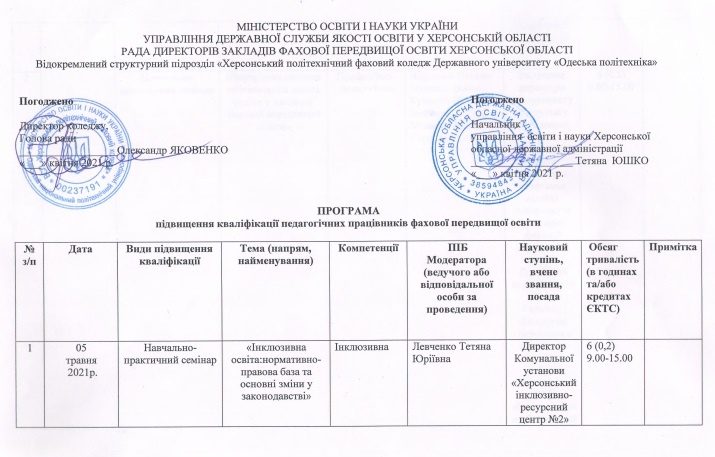 МІНІСТЕРСТВО ОСВІТИ І НАУКИ УКРАЇНИ
УПРАВЛІННЯ ДЕРЖАВНОЇ СЛУЖБИ ЯКОСТІ ОСВІТИ У ХЕРСОНСЬКІЙ ОБЛАСТІ
РАДА ДИРЕКТОРІВ ЗАКЛАДІВ ФАХОВОЇ ПЕРЕДВИЩОЇ ОСВІТИ ХЕРСОНСЬКОЇ ОБЛАСТІ
Відокремлений структурний підрозділ «Херсонський політехнічний фаховий коледж Державного університету «Одеська політехніка»
Погоджено
Директор коледжу,
Голова ради
Олександр ЯКОВЕНКО
« » квітня 2021 р.
00237191
Погоджено
Начальник
управління освіти і науки Херсонської
обласної державної адміністрації
Тетяна ЮШКО
« » квітня 2021 р.
ПРОГРАМА
підвищення кваліфікації педагогічних працівників фахової передвищої освіти
№ з/п
Дата
Види підвищення кваліфікації
Тема (напрям, найменування)
Компетенції
ПІБ Модератора (ведучого або відповідальної особи за проведення)
Науковий ступінь, вчене звання, посада
Обсяг тривалість (в годинах та/або кредитах ЄКТС)
Примітка
1
05 травня 2021р.
Навчально-практичний семінар
«Інклюзивна освіта:нормативно-правова база та основні зміни у законодавстві»
Інклюзивна
Левченко Тетяна Юріївна
Директор Комунальної установи «Херсонський інклюзивно-ресурсний центр №2»
6 (0,2)
9.00-15.00